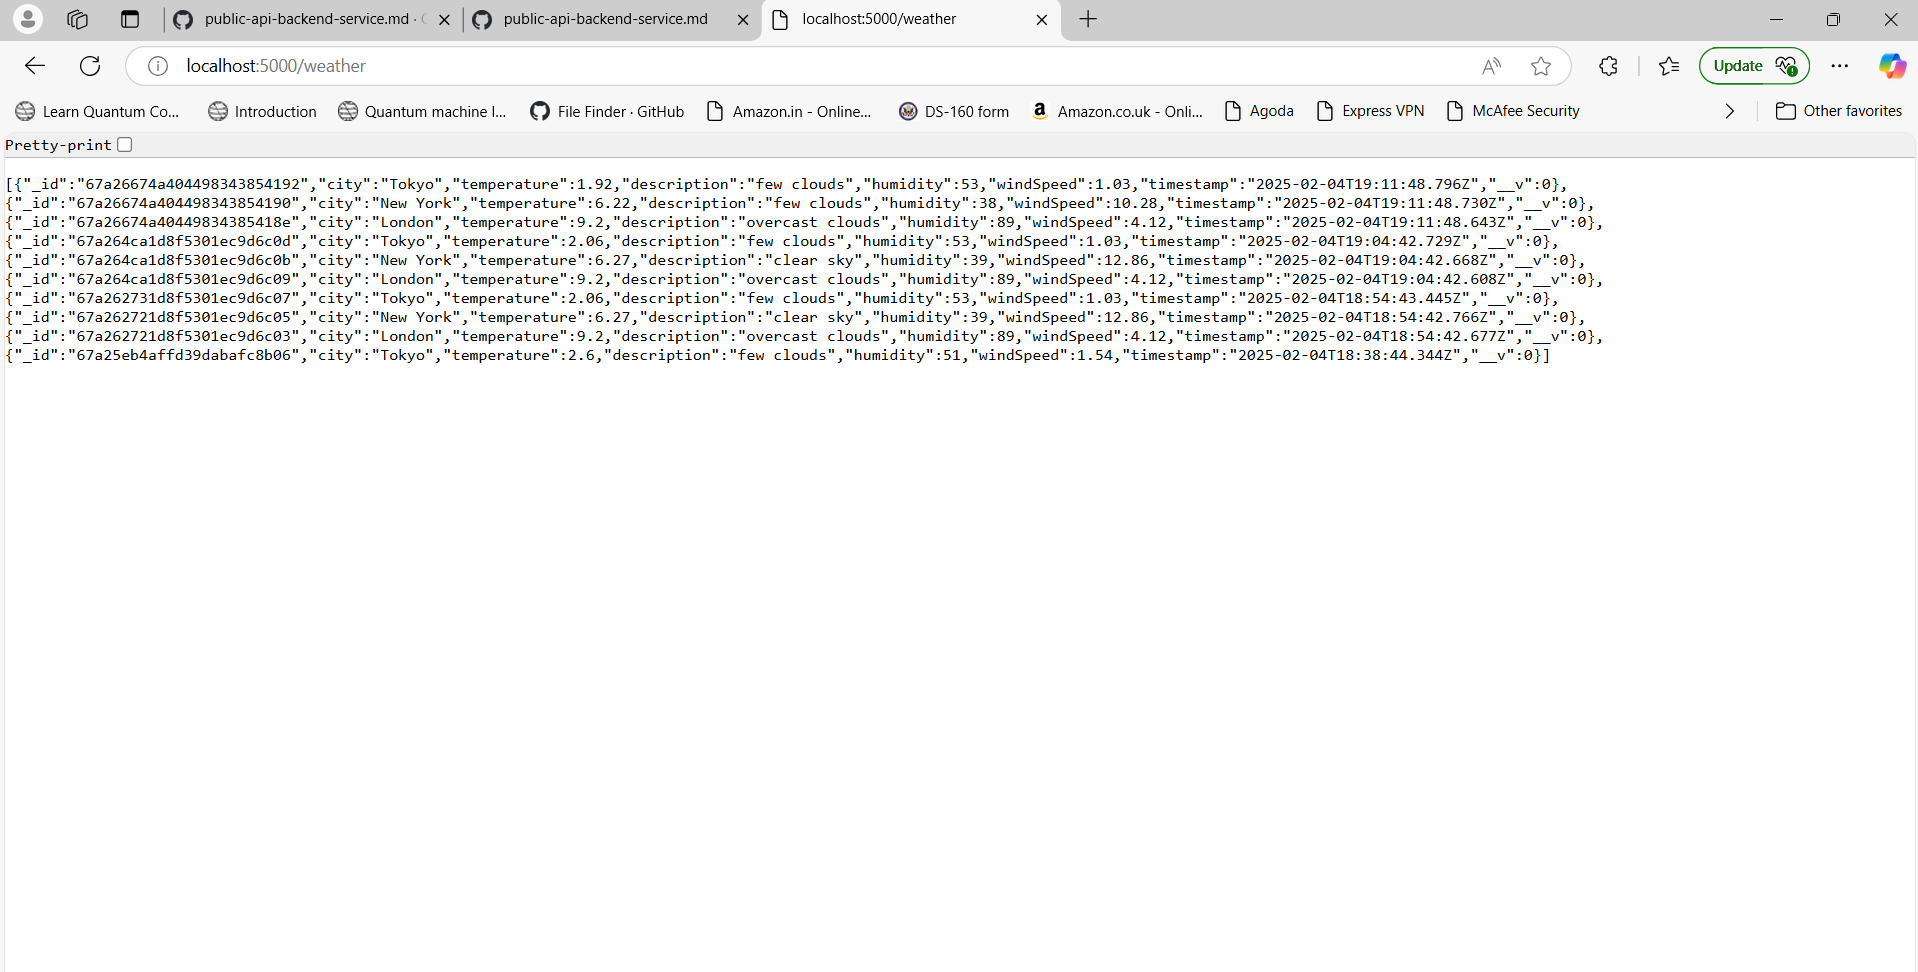 public-api-backend-service.md ·
public-api-backend-service.md
localhost:5000/weather
localhost:5000/weather
Update
Learn Quantum Co...
Introduction
Quantum machine l...
File Finder · GitHub
Amazon.in - Online...
DS-160 form
Amazon.co.uk - Onli...
Agoda
Express VPN
McAfee Security
Other favorites
Pretty-print
[{"_id":"67a26674a404498343854192","city":"Tokyo","temperature":1.92,"description":"few clouds","humidity":53,"windSpeed":1.03,"timestamp":"2025-02-04T19:11:48.796Z","__v":0},
{"_id":"67a26674a404498343854190","city":"New York","temperature":6.22,"description":"few clouds","humidity":38,"windSpeed":10.28,"timestamp":"2025-02-04T19:11:48.730Z","__v":0},
{"_id":"67a26674a40449834385418e","city":"London","temperature":9.2,"description":"overcast clouds","humidity":89,"windSpeed":4.12,"timestamp":"2025-02-04T19:11:48.643Z","__v":0},
{"_id":"67a264ca1d8f5301ec9d6c0d","city":"Tokyo","temperature":2.06,"description":"few clouds","humidity":53,"windSpeed":1.03,"timestamp":"2025-02-04T19:04:42.729Z","__v":0},
{"_id":"67a264ca1d8f5301ec9d6c0b","city":"New York","temperature":6.27,"description":"clear sky","humidity":39,"windSpeed":12.86,"timestamp":"2025-02-04T19:04:42.668Z","__v":0},
{"_id":"67a264ca1d8f5301ec9d6c09","city":"London","temperature":9.2,"description":"overcast clouds","humidity":89,"windSpeed":4.12,"timestamp":"2025-02-04T19:04:42.608Z","__v":0},
{"_id":"67a262731d8f5301ec9d6c07","city":"Tokyo","temperature":2.06,"description":"few clouds","humidity":53,"windSpeed":1.03,"timestamp":"2025-02-04T18:54:43.445Z","__v":0},
{"_id":"67a262721d8f5301ec9d6c05","city":"New York","temperature":6.27,"description":"clear sky","humidity":39,"windSpeed":12.86,"timestamp":"2025-02-04T18:54:42.766Z","__v":0},
{"_id":"67a262721d8f5301ec9d6c03","city":"London","temperature":9.2,"description":"overcast clouds","humidity":89,"windSpeed":4.12,"timestamp":"2025-02-04T18:54:42.677Z","__v":0},
{"_id":"67a25eb4affd39dabafc8b06","city":"Tokyo","temperature":2.6,"description":"few clouds","humidity":51,"windSpeed":1.54,"timestamp":"2025-02-04T18:38:44.344Z","__v":0}]